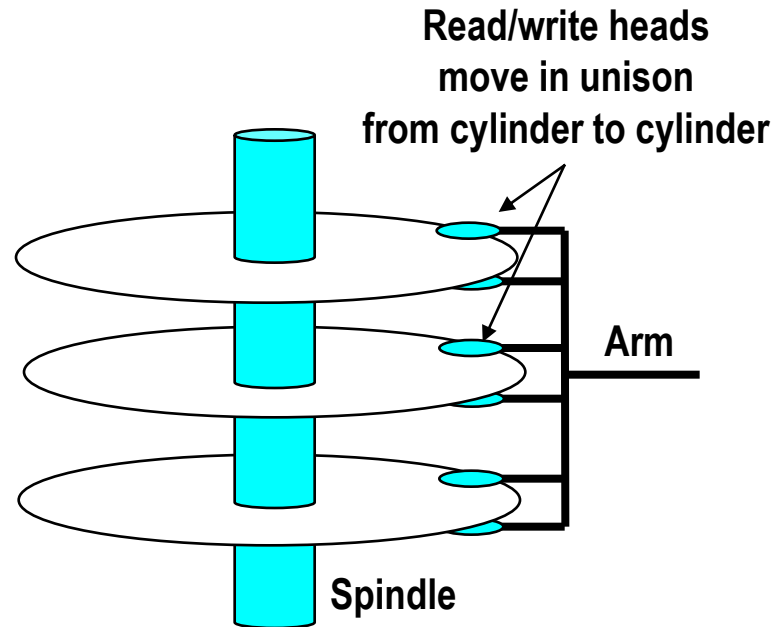 Read/write heads
move in unison
from cylinder to cylinder
Arm
Spindle